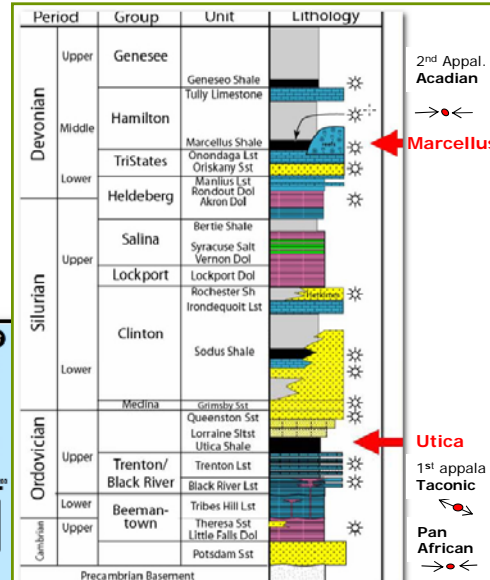 Period Group Unit Lithology
Devonian
Upper
Genesee
Geneseo Shale
Middle
Hamilton
Tully Limestone
Marcellus Shale
Lower
TriStates
Onondaga Lst
Oriskany Sst
Heldeberg
Manlius Lst
Rondout Dol
Akron Dol
Silurian
Upper
Salina
Bertie Shale
Syracuse Salt
Vernon Dol
Lockport
Lockport Dol
Lower
Clinton
Rochester Sh
Irondequoit Lst
Sodus Shale
Medina
Grimsby Sst
Ordovician
Upper
Queenston Sst
Lorraine Sltst
Utica Shale
Trenton/
Black River
Trenton Lst
Black River Lst
Lower
Beeman-
town
Tribes Hill Lst
Cambrian
Upper
Theresa Sst
Little Falls Dol
Potsdam Sst
Precambrian Basement
reefs
Herkimer
2nd Appal.
Acadian
Marcellus
Utica
1st appala
Taconic
Pan
African